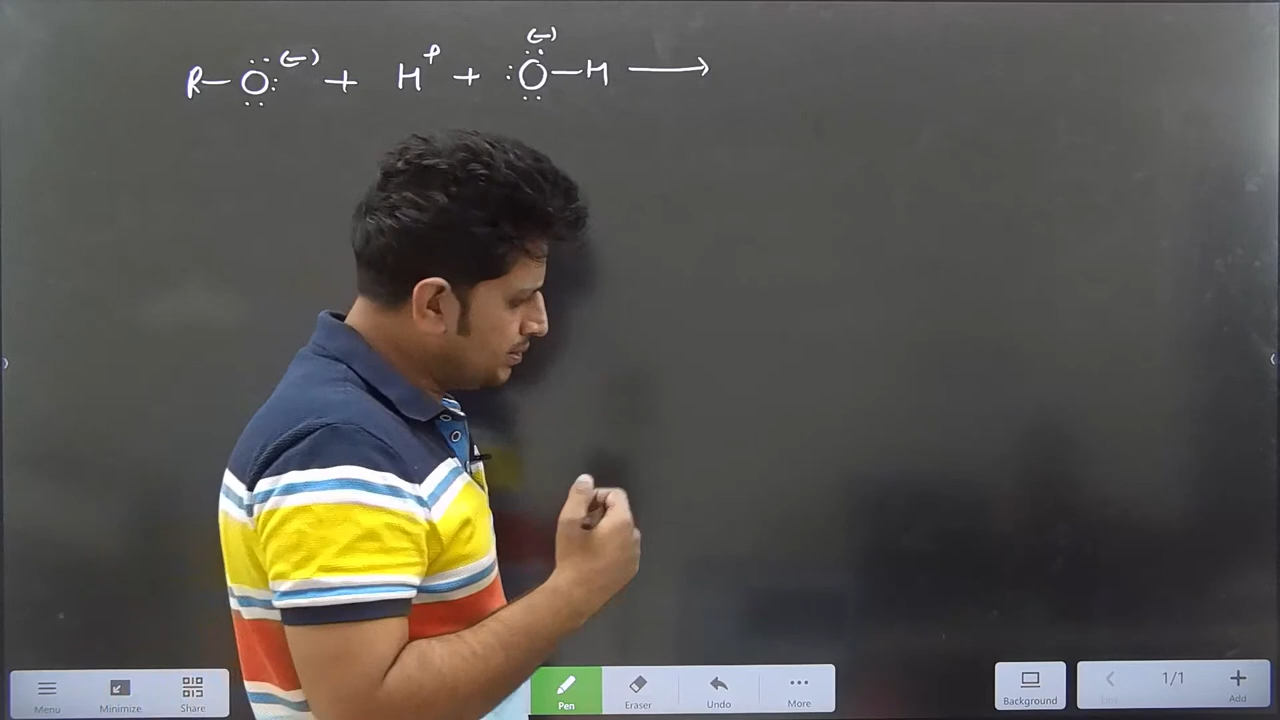 R–Ö:(–) + H+ + :Ö(–)–H ⟶
Menu Minimize Share Pen Eraser Undo More Background 1/1 Add